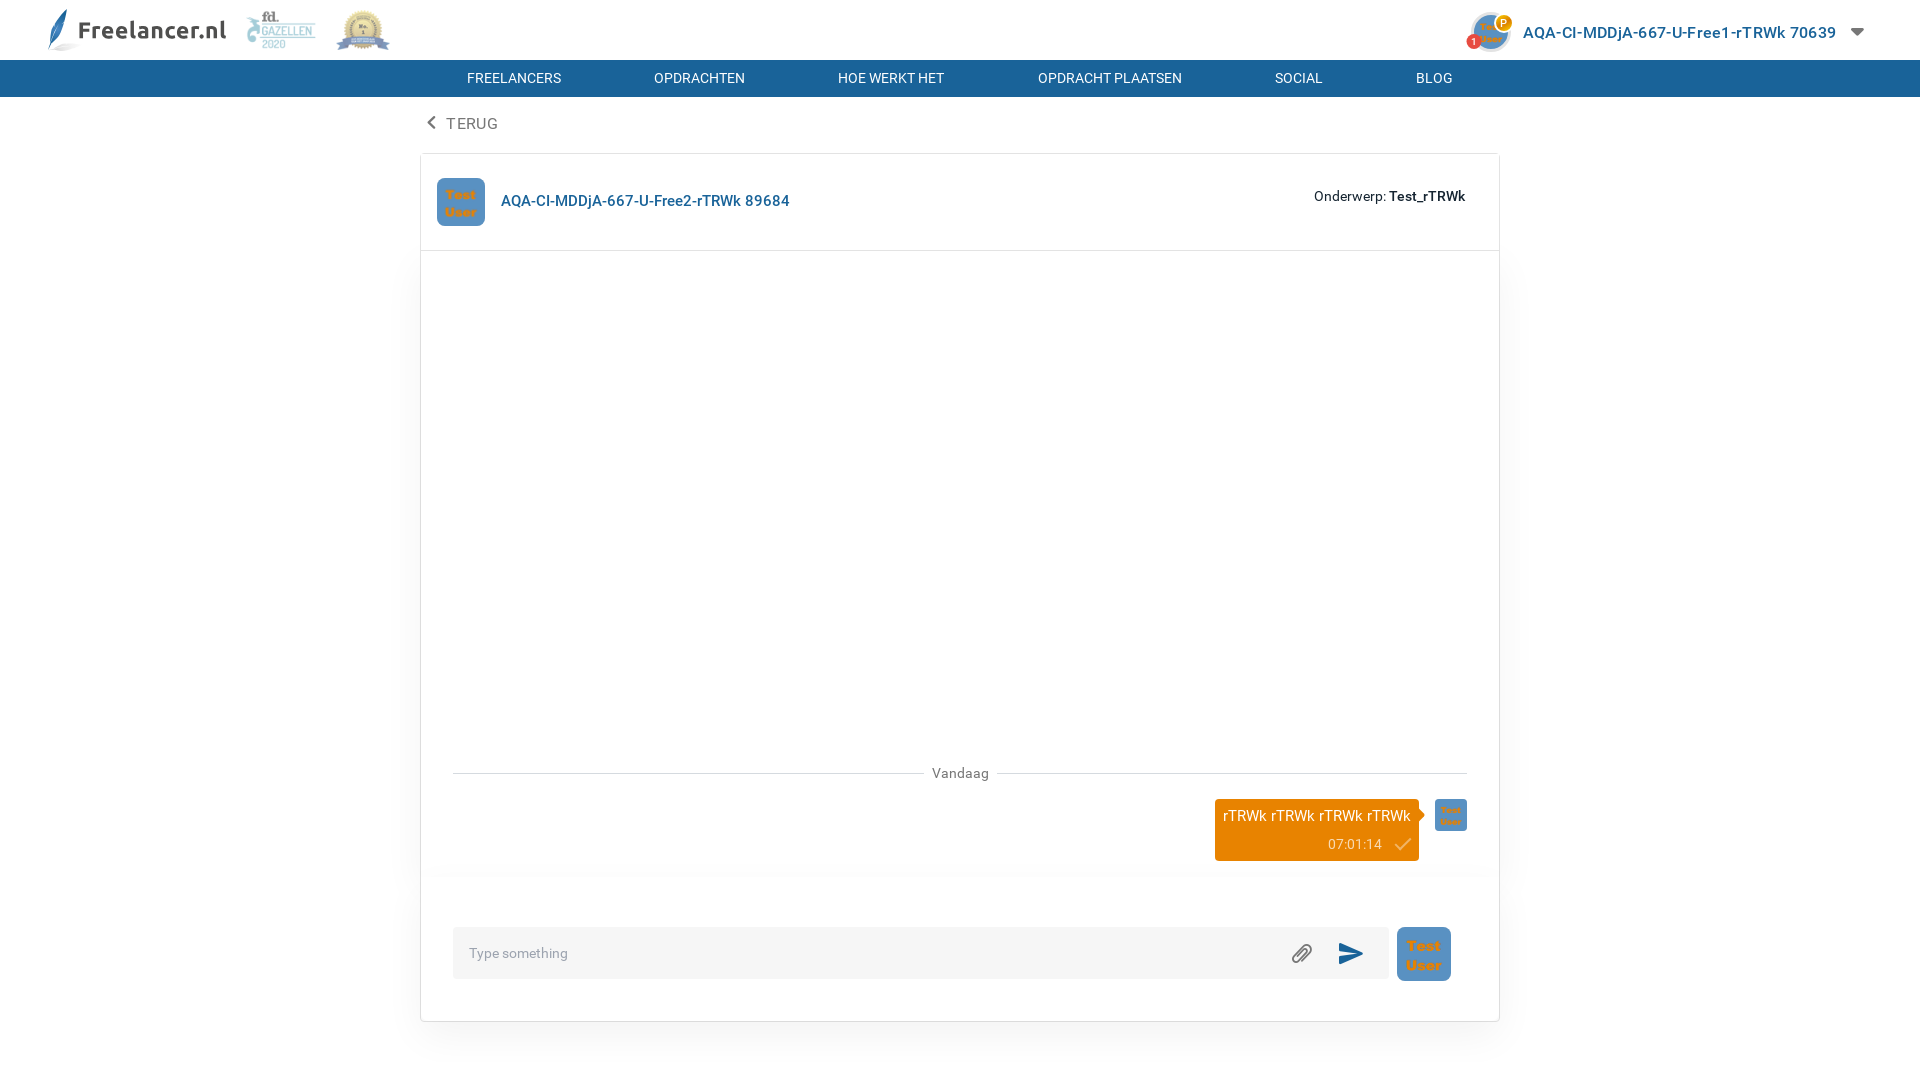 Freelancer.nl
fd.
GAZELLEN
2020
No.
1
P
1
AQA-CI-MDDjA-667-U-Free1-rTRWk 70639
FREELANCERS
OPDRACHTEN
HOE WERKT HET
OPDRACHT PLAATSEN
SOCIAL
BLOG
TERUG
Test
User
AQA-CI-MDDjA-667-U-Free2-rTRWk 89684
Onderwerp: Test_rTRWk
Vandaag
rTRWk rTRWk rTRWk rTRWk
07:01:14
Test
User
Type something
Test
User